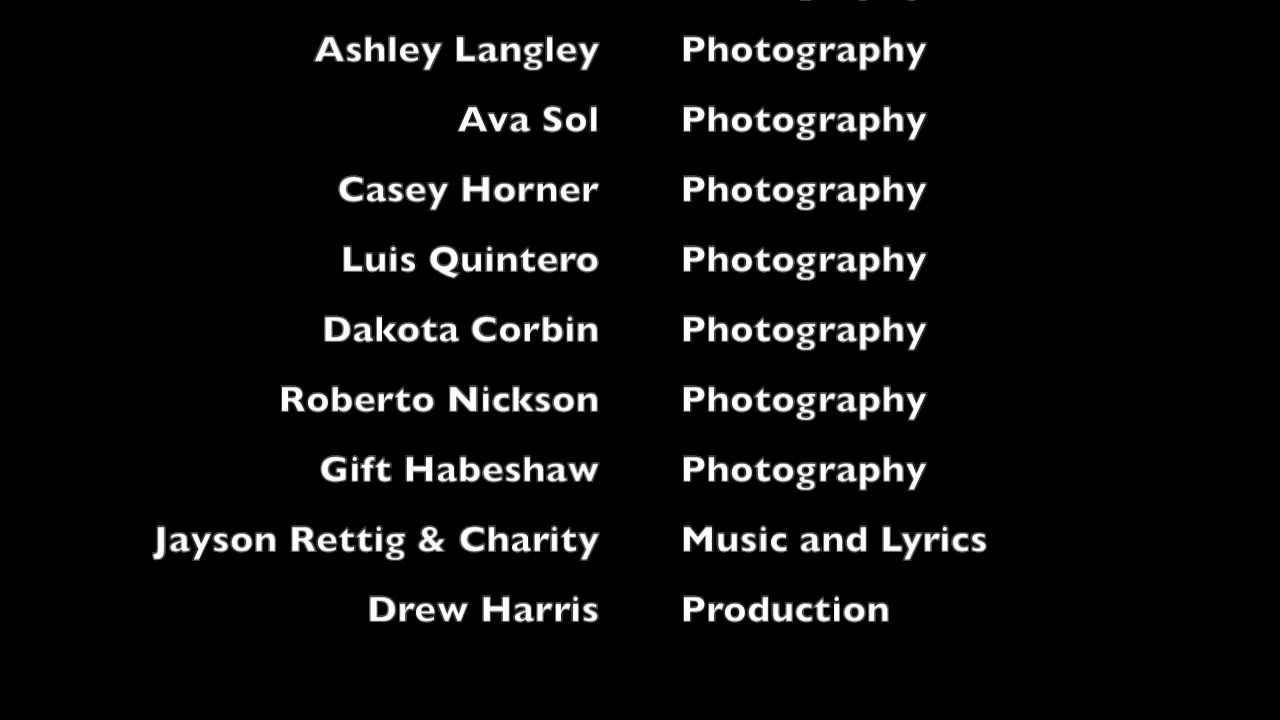 Ashley Langley Photography
Ava Sol Photography
Casey Horner Photography
Luis Quintero Photography
Dakota Corbin Photography
Roberto Nickson Photography
Gift Habeshaw Photography
Jayson Rettig & Charity Music and Lyrics
Drew Harris Production